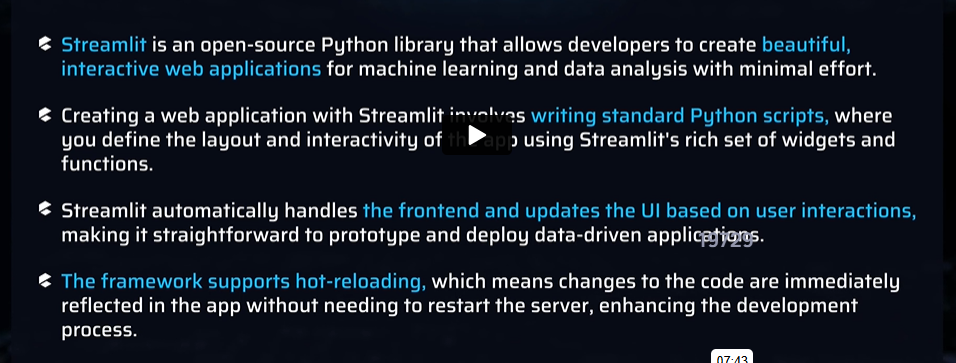 Streamlit is an open-source Python library that allows developers to create beautiful,
interactive web applications for machine learning and data analysis with minimal effort.
Creating a web application with Streamlit involves writing standard Python scripts, where
you define the layout and interactivity of the app using Streamlit's rich set of widgets and
functions.
Streamlit automatically handles the frontend and updates the UI based on user interactions,
making it straightforward to prototype and deploy data-driven applications.
19729
The framework supports hot-reloading, which means changes to the code are immediately
reflected in the app without needing to restart the server, enhancing the development
process.
07:43